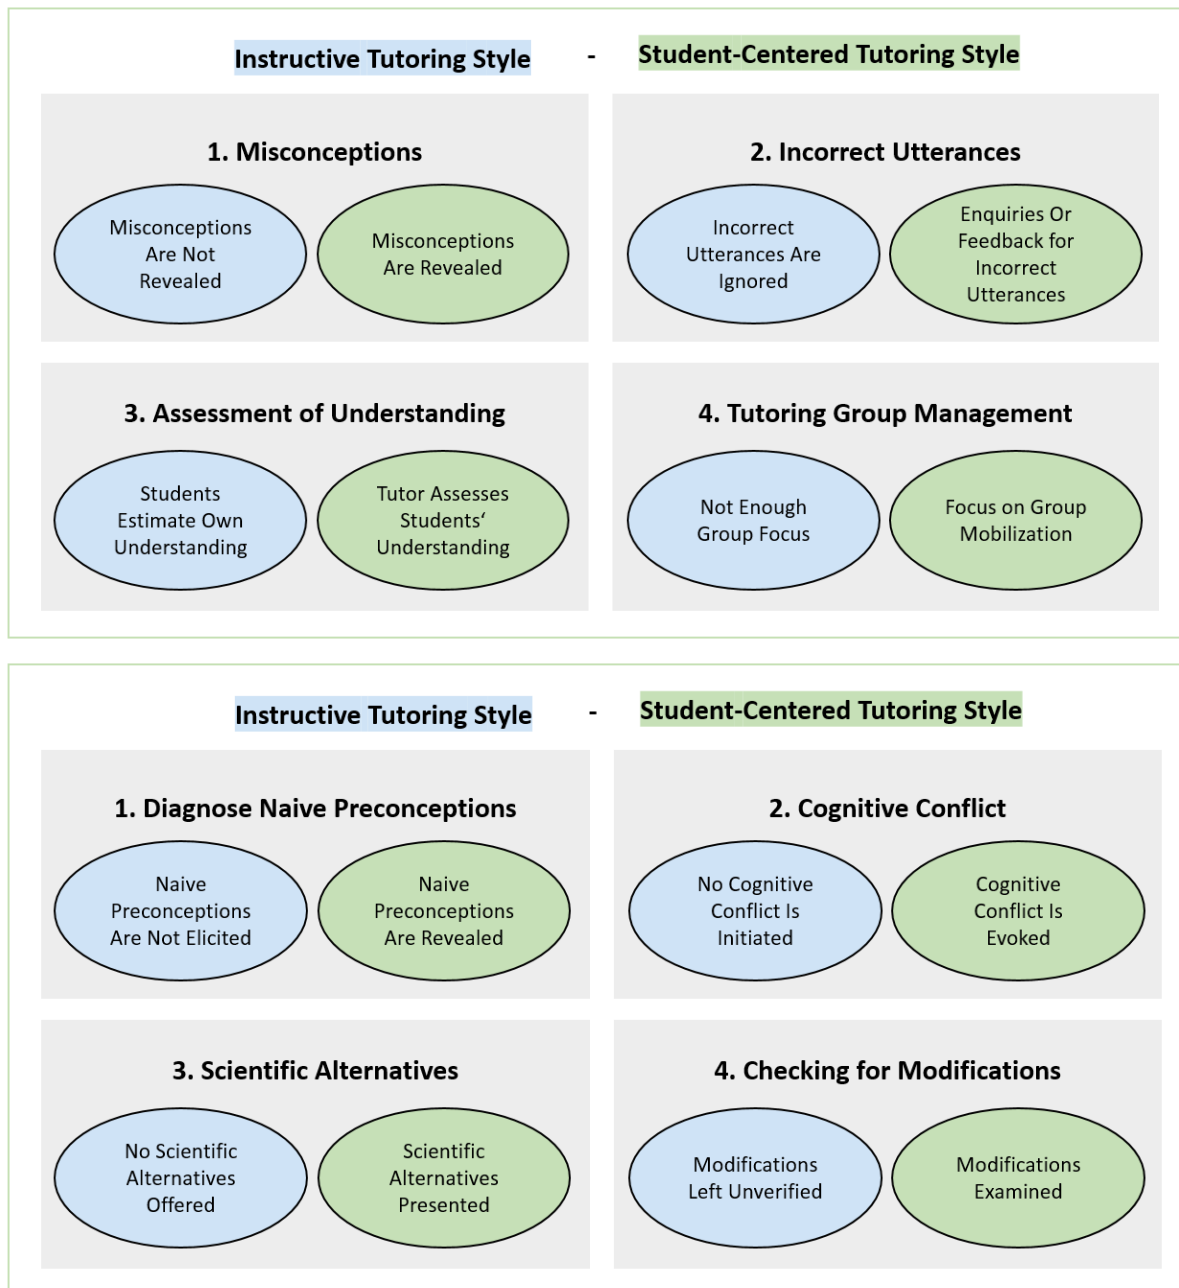 Instructive Tutoring Style - Student-Centered Tutoring Style
1. Misconceptions
Misconceptions
Are Not
Revealed
Misconceptions
Are Revealed
2. Incorrect Utterances
Incorrect
Utterances Are
Ignored
Enquiries Or
Feedback for
Incorrect
Utterances
3. Assessment of Understanding
Students
Estimate Own
Understanding
Tutor Assesses
Students‘
Understanding
4. Tutoring Group Management
Not Enough
Group Focus
Focus on Group
Mobilization
Instructive Tutoring Style - Student-Centered Tutoring Style
1. Diagnose Naive Preconceptions
Naive
Preconceptions
Are Not Elicited
Naive
Preconceptions
Are Revealed
2. Cognitive Conflict
No Cognitive
Conflict Is
Initiated
Cognitive
Conflict Is
Evoked
3. Scientific Alternatives
No Scientific
Alternatives
Offered
Scientific
Alternatives
Presented
4. Checking for Modifications
Modifications
Left Unverified
Modifications
Examined